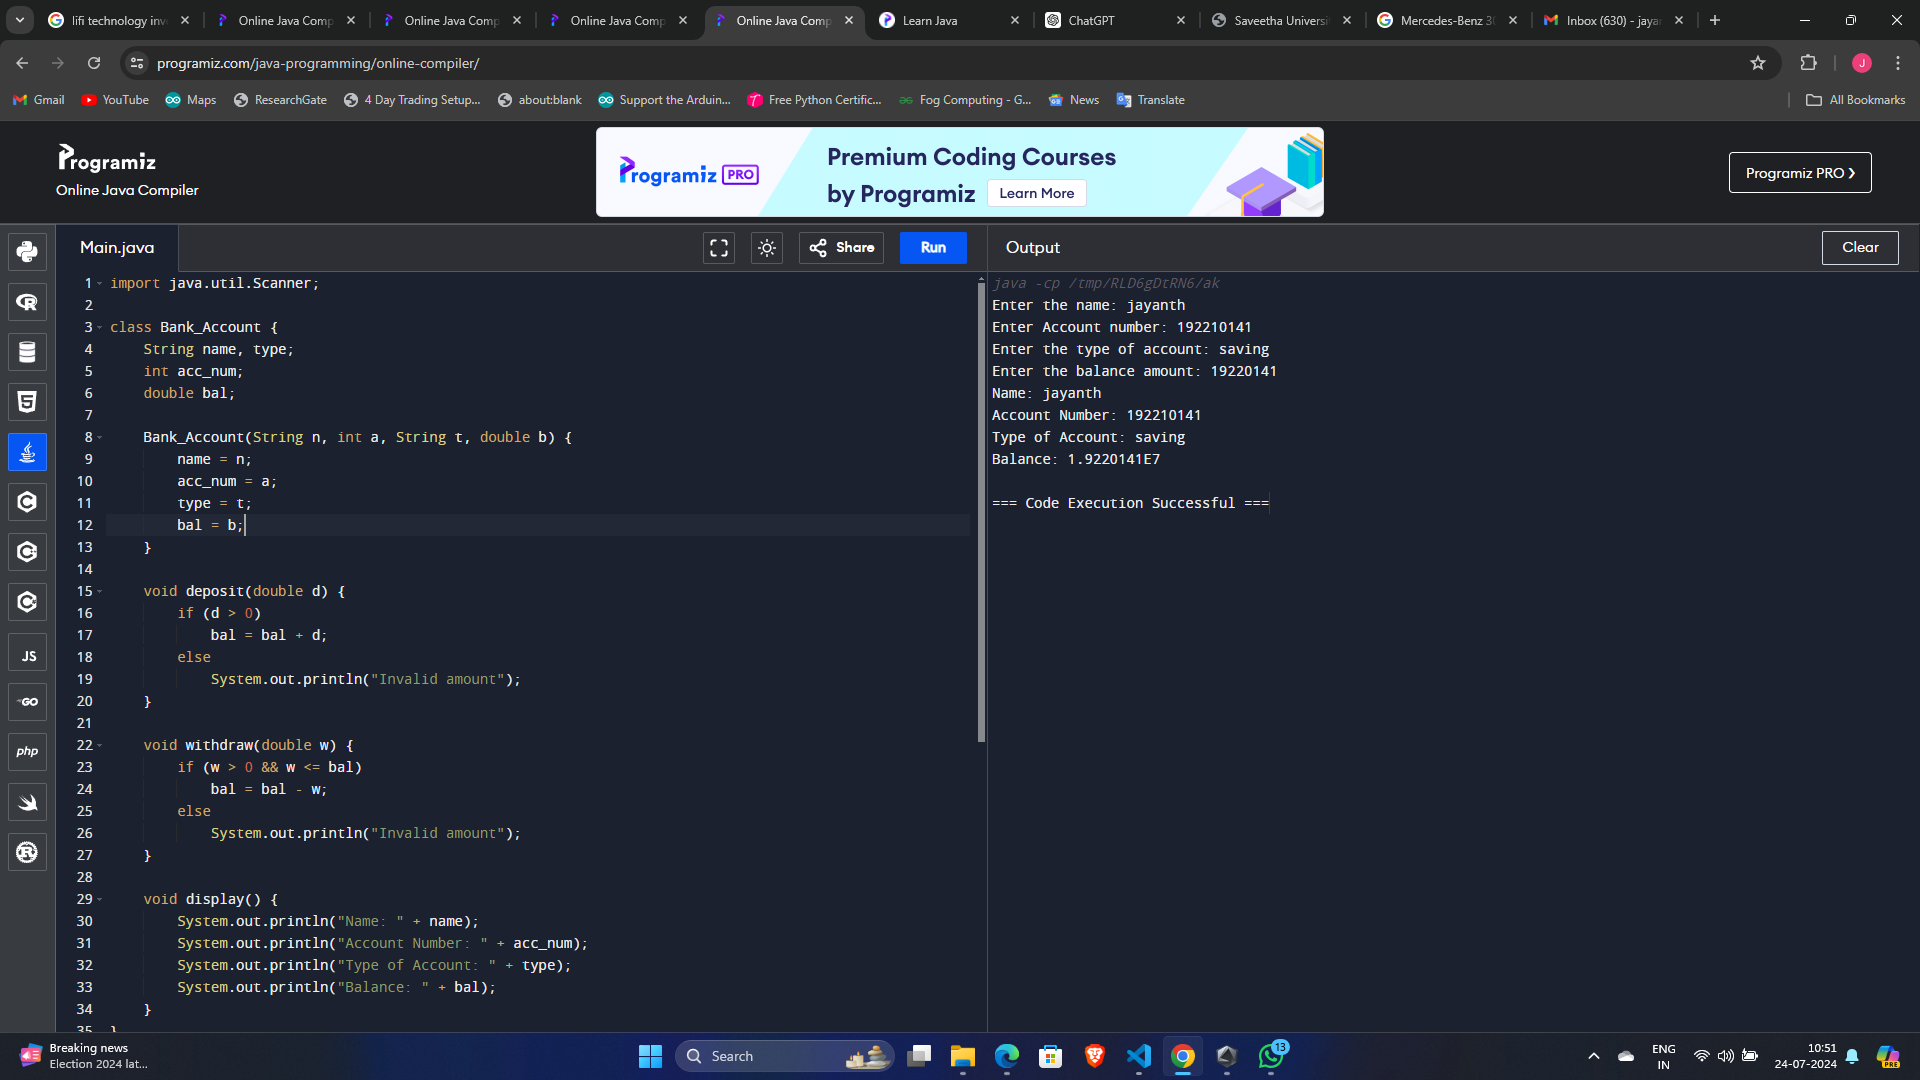 lifi technology inv
Online Java Comp
Online Java Comp
Online Java Comp
Online Java Comp
Learn Java
ChatGPT
Saveetha Universi
Mercedes-Benz 30
Inbox (630) - jaya
programiz.com/java-programming/online-compiler/
J
Gmail
YouTube
Maps
ResearchGate
4 Day Trading Setup...
about:blank
Support the Arduin...
Free Python Certific...
Fog Computing - G...
News
Translate
All Bookmarks
Programiz
Online Java Compiler
Programiz PRO
Premium Coding Courses
by Programiz
Learn More
Programiz PRO ❯
Main.java
Share
Run
Output
Clear
JS
GO
php
1 import java.util.Scanner;
2
3 class Bank_Account {
4     String name, type;
5     int acc_num;
6     double bal;
7
8     Bank_Account(String n, int a, String t, double b) {
9         name = n;
10         acc_num = a;
11         type = t;
12         bal = b;
13     }
14
15     void deposit(double d) {
16         if (d > 0)
17             bal = bal + d;
18         else
19             System.out.println("Invalid amount");
20     }
21
22     void withdraw(double w) {
23         if (w > 0 && w <= bal)
24             bal = bal - w;
25         else
26             System.out.println("Invalid amount");
27     }
28
29     void display() {
30         System.out.println("Name: " + name);
31         System.out.println("Account Number: " + acc_num);
32         System.out.println("Type of Account: " + type);
33         System.out.println("Balance: " + bal);
34     }
35 }
java -cp /tmp/RLD6gDtRN6/ak
Enter the name: jayanth
Enter Account number: 192210141
Enter the type of account: saving
Enter the balance amount: 19220141
Name: jayanth
Account Number: 192210141
Type of Account: saving
Balance: 1.9220141E7
=== Code Execution Successful ===
Breaking news
Election 2024 lat...
Search
13
ENG
IN
10:51
24-07-2024
PRE